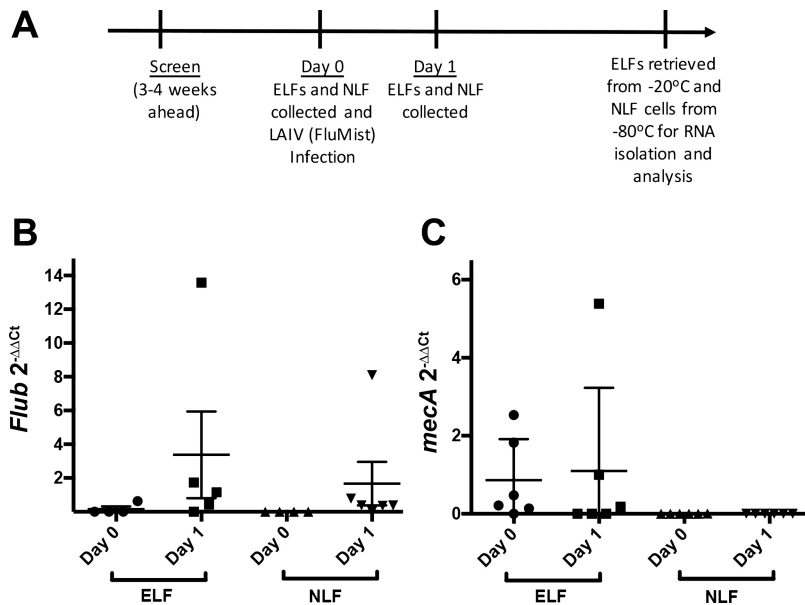 A
Screen
(3-4 weeks
ahead)
Day 0
ELFs and NLF
collected and
LAIV (FluMist)
Infection
Day 1
ELFs and NLF
collected
ELFs retrieved
from -20ºC and
NLF cells from
-80ºC for RNA
isolation and
analysis
B
Flub 2-ΔΔCt
14
12
10
8
6
4
2
Day 0
Day 1
Day 0
Day 1
ELF
NLF
C
mecA 2-ΔΔCt
6
4
2
0
Day 0
Day 1
Day 0
Day 1
ELF
NLF